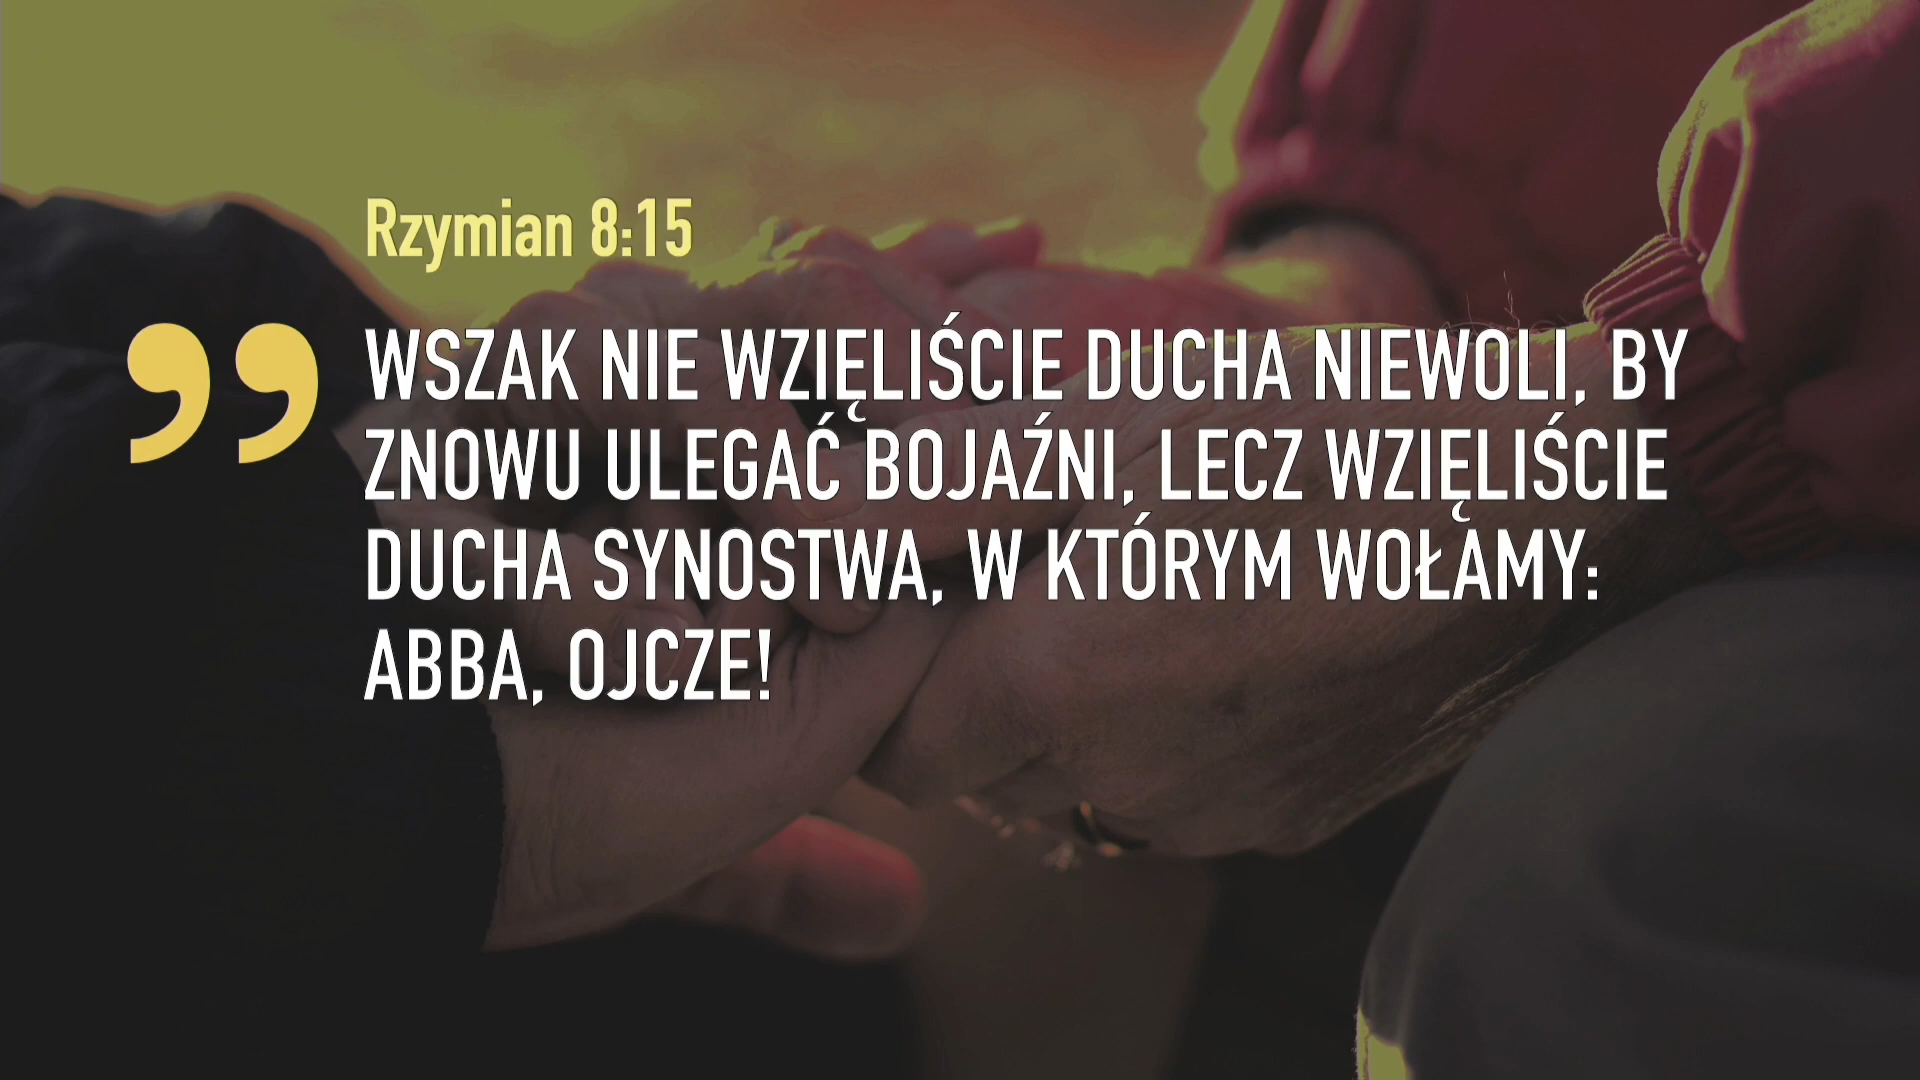 Rzymian 8:15
” WSZAK NIE WZIĘLIŚCIE DUCHA NIEWOLI, BY
ZNOWU ULEGAĆ BOJAŹNI, LECZ WZIĘLIŚCIE
DUCHA SYNOSTWA, W KTÓRYM WOŁAMY:
ABBA, OJCZE!